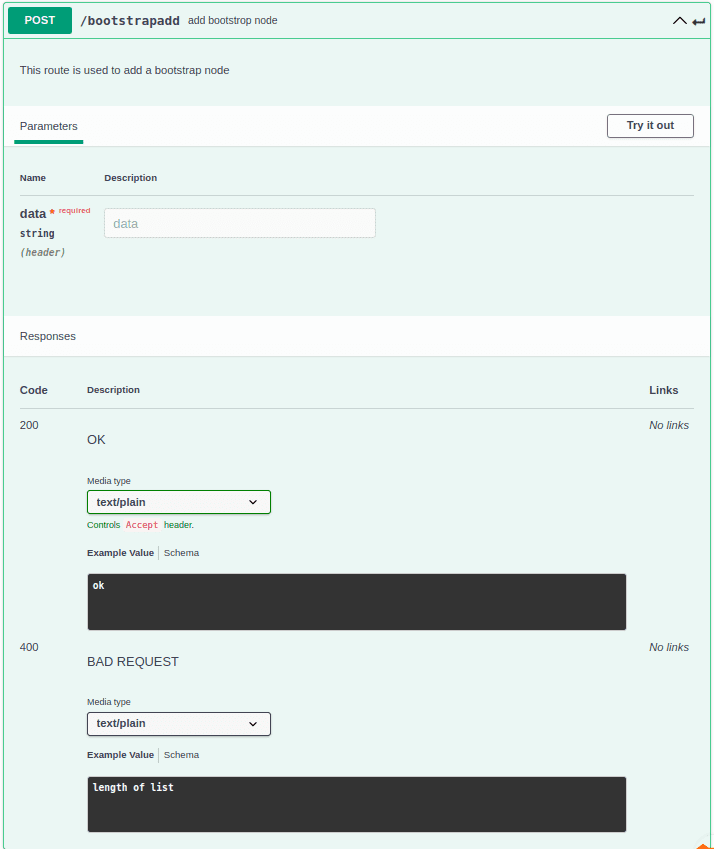 POST /bootstrapadd add bootstrop node
This route is used to add a bootstrap node
Parameters Try it out
Name Description
data * required data
string
(header)
Responses
Code Description Links
200 No links
OK
Media type
text/plain
Controls Accept header.
Example Value Schema
ok
400 No links
BAD REQUEST
Media type
text/plain
Example Value Schema
length of list